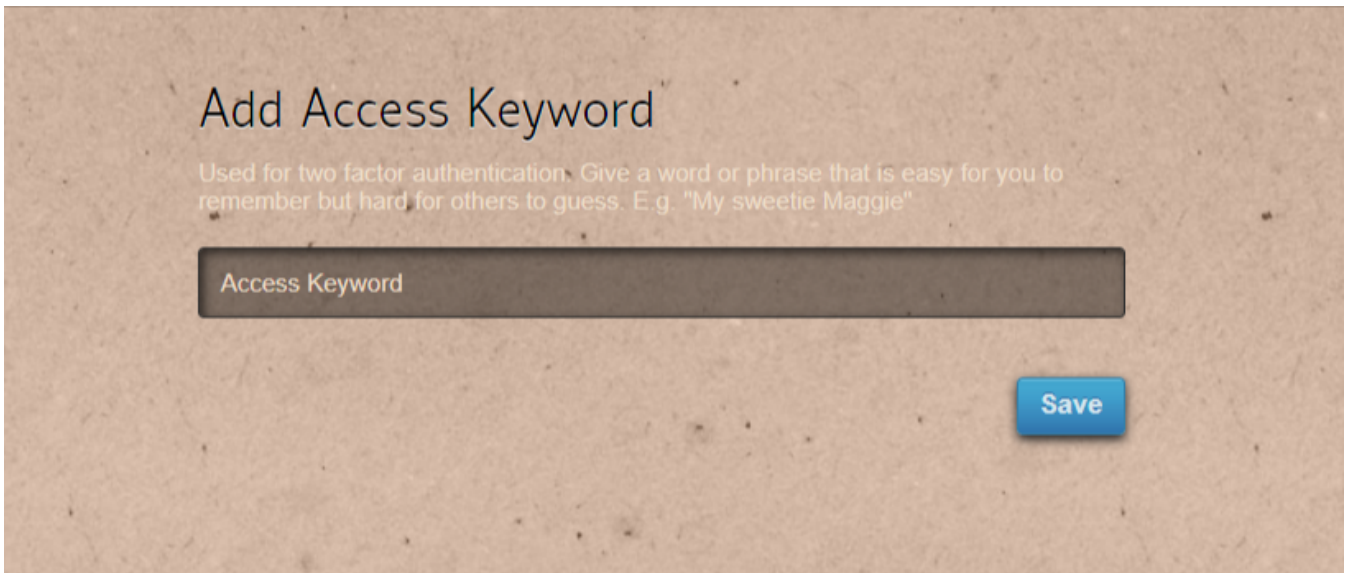 Add Access Keyword
Used for two factor authentication. Give a word or phrase that is easy for you to
remember but hard for others to guess. E.g. "My sweetie Maggie"
Access Keyword
Save